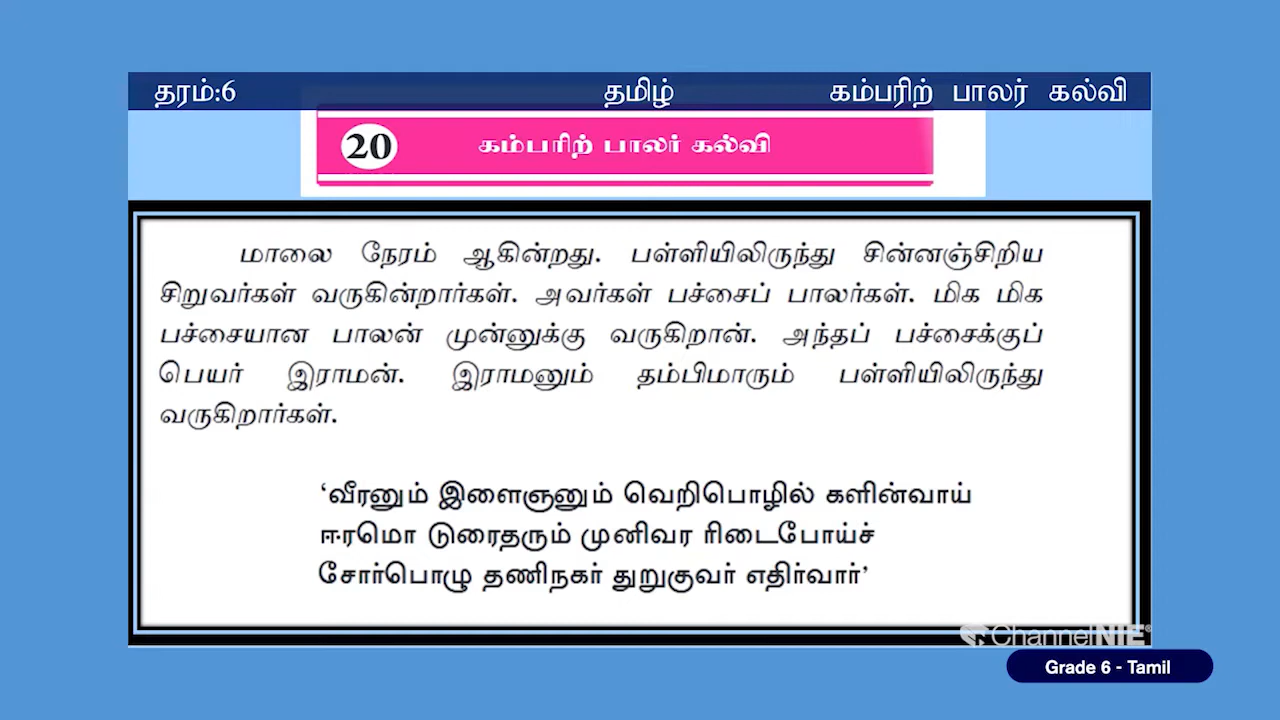 தரம்:6 தமிழ் கம்பரிற் பாலர் கல்வி
20 கம்பரிற் பாலர் கல்வி
மாலை நேரம் ஆகின்றது. பள்ளியிலிருந்து சின்னஞ்சிறிய
சிறுவர்கள் வருகின்றார்கள். அவர்கள் பச்சைப் பாலர்கள். மிக மிக
பச்சையான பாலன் முன்னுக்கு வருகிறான். அந்தப் பச்சைக்குப்
பெயர் இராமன். இராமனும் தம்பிமாரும் பள்ளியிலிருந்து
வருகிறார்கள்.
‘வீரனும் இளைஞனும் வெறிபொழில் களின்வாய்
ஈரமொ டுரைதரும் முனிவர ரிடைபோய்ச்
சோர்பொழு தணிநகர் துறுகுவர் எதிர்வார்’
ChannelNIE®
Grade 6 - Tamil